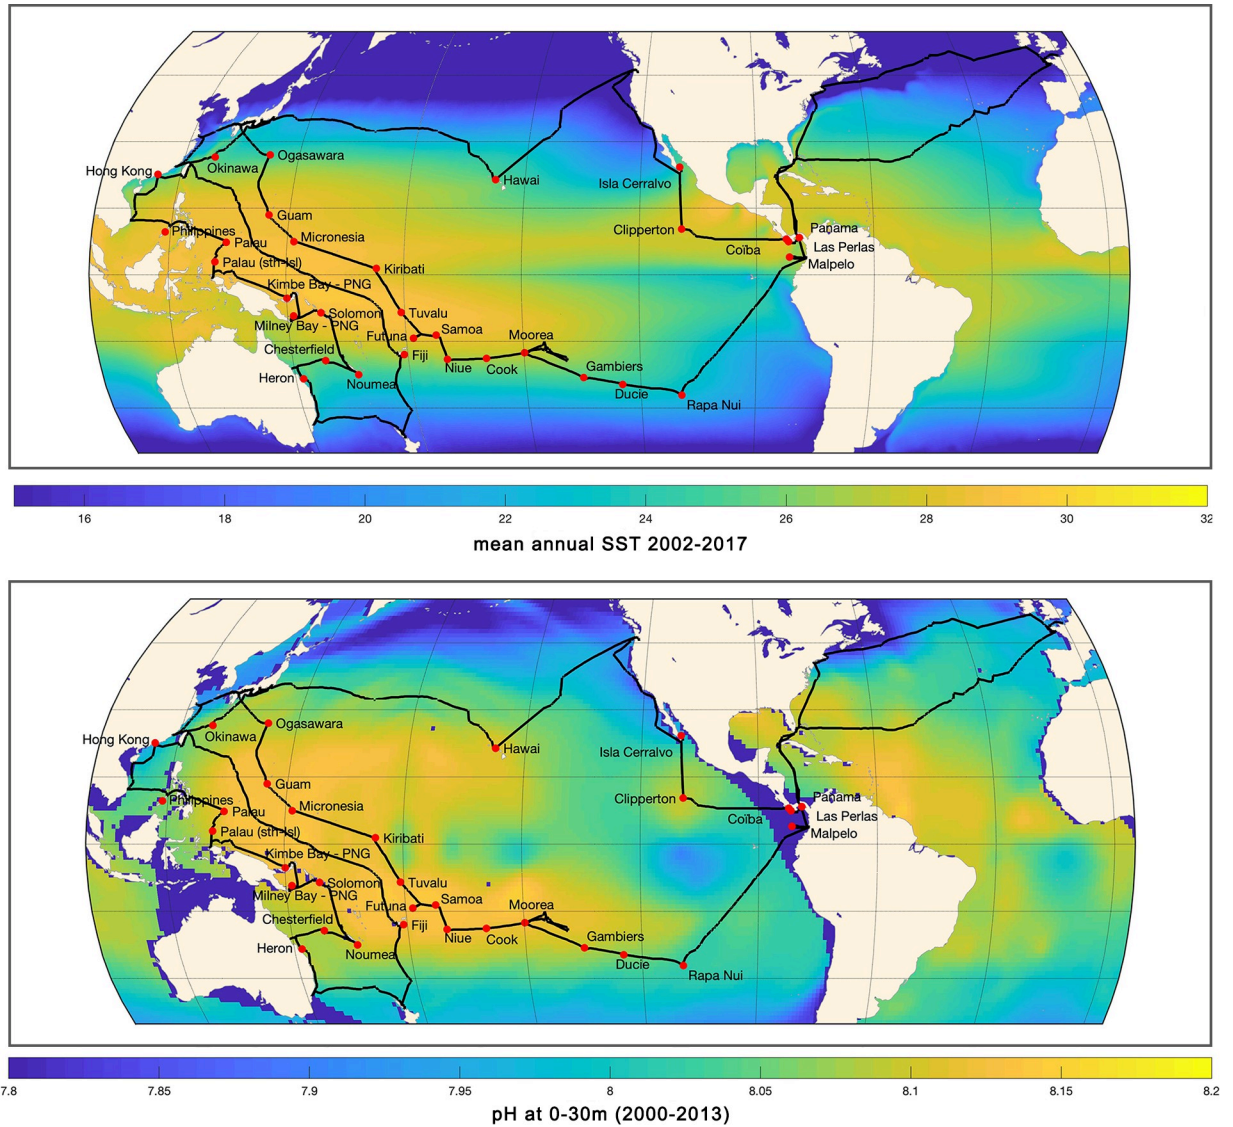 Hong Kong
Okinawa
Ogasawara
Hawai
Isla Cerralvo
Guam
Philippines
Palau
Micronesia
Clipperton
Panama
Coïba
Las Perlas
Malpelo
Palau (sth-Isl)
Kiribati
Kimbe Bay - PNG
Solomon
Milney Bay - PNG
Tuvalu
Futuna
Samoa
Moorea
Chesterfield
Fiji
Niue
Cook
Gambiers
Heron
Noumea
Ducie
Rapa Nui
16 18 20 22 24 26 28 30 32
mean annual SST 2002-2017
Hong Kong
Okinawa
Ogasawara
Hawai
Isla Cerralvo
Guam
Philippines
Palau
Micronesia
Clipperton
Panama
Coïba
Las Perlas
Malpelo
Palau (sth-Isl)
Kiribati
Kimbe Bay - PNG
Solomon
Milney Bay - PNG
Tuvalu
Futuna
Samoa
Moorea
Chesterfield
Fiji
Niue
Cook
Gambiers
Heron
Noumea
Ducie
Rapa Nui
7.8 7.85 7.9 7.95 8 8.05 8.1 8.15 8.2
pH at 0-30m (2000-2013)